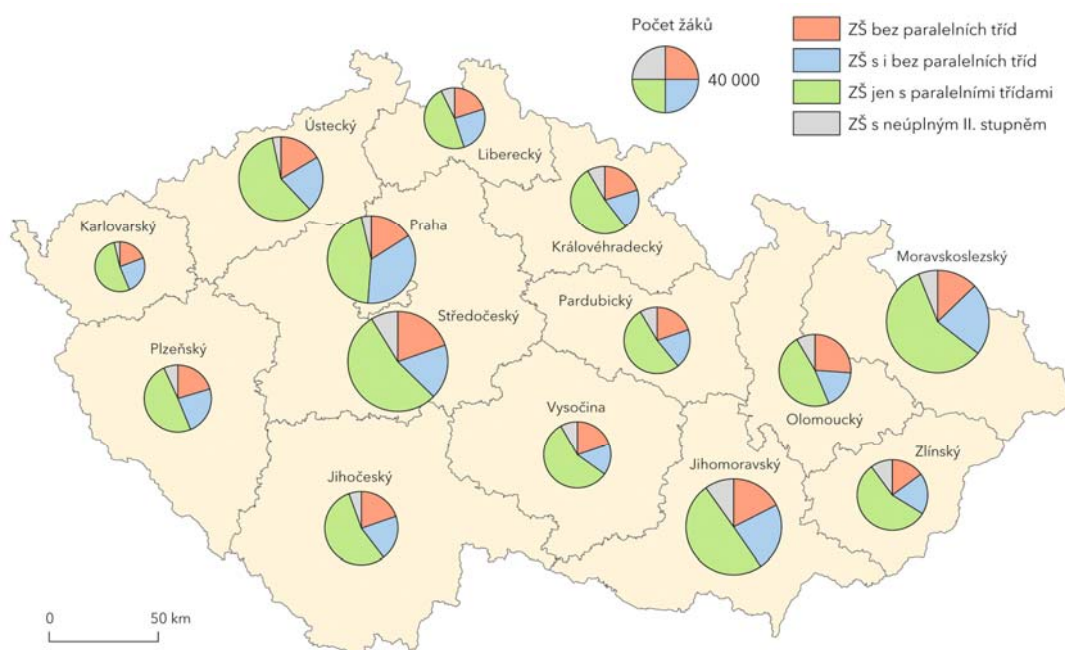 Počet žáků
40 000
ZŠ bez paralelních tříd
ZŠ s i bez paralelních tříd
ZŠ jen s paralelními třídami
ZŠ s neúplným II. stupněm
Ústecký
Liberecký
Karlovarský
Praha
Královéhradecký
Moravskoslezský
Pardubický
Středočeský
Plzeňský
Olomoucký
Vysočina
Zlínský
Jihomoravský
Jihočeský
0 50 km